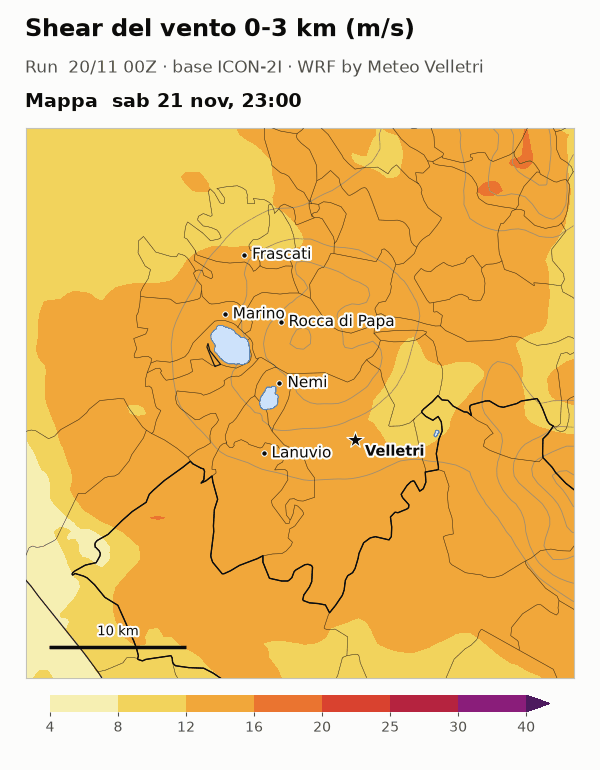 Shear del vento 0-3 km (m/s)
Run  20/11 00Z · base ICON-2I · WRF by Meteo Velletri
Mappa  sab 21 nov, 23:00
Frascati
Marino
Rocca di Papa
Nemi
Velletri
Lanuvio
10 km
4 8 12 16 20 25 30 40